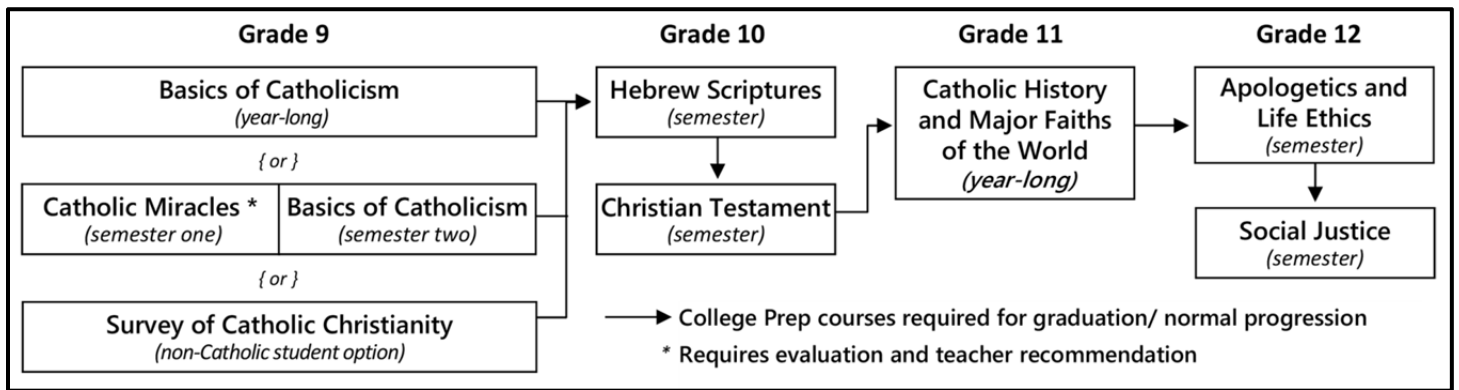 Grade 9
Basics of Catholicism
(year-long)
{ or }
Catholic Miracles *
(semester one)
Basics of Catholicism
(semester two)
{ or }
Survey of Catholic Christianity
(non-Catholic student option)
Grade 10
Hebrew Scriptures
(semester)
Christian Testament
(semester)
Grade 11
Catholic History
and Major Faiths
of the World
(year-long)
Grade 12
Apologetics and
Life Ethics
(semester)
Social Justice
(semester)
College Prep courses required for graduation/ normal progression
* Requires evaluation and teacher recommendation